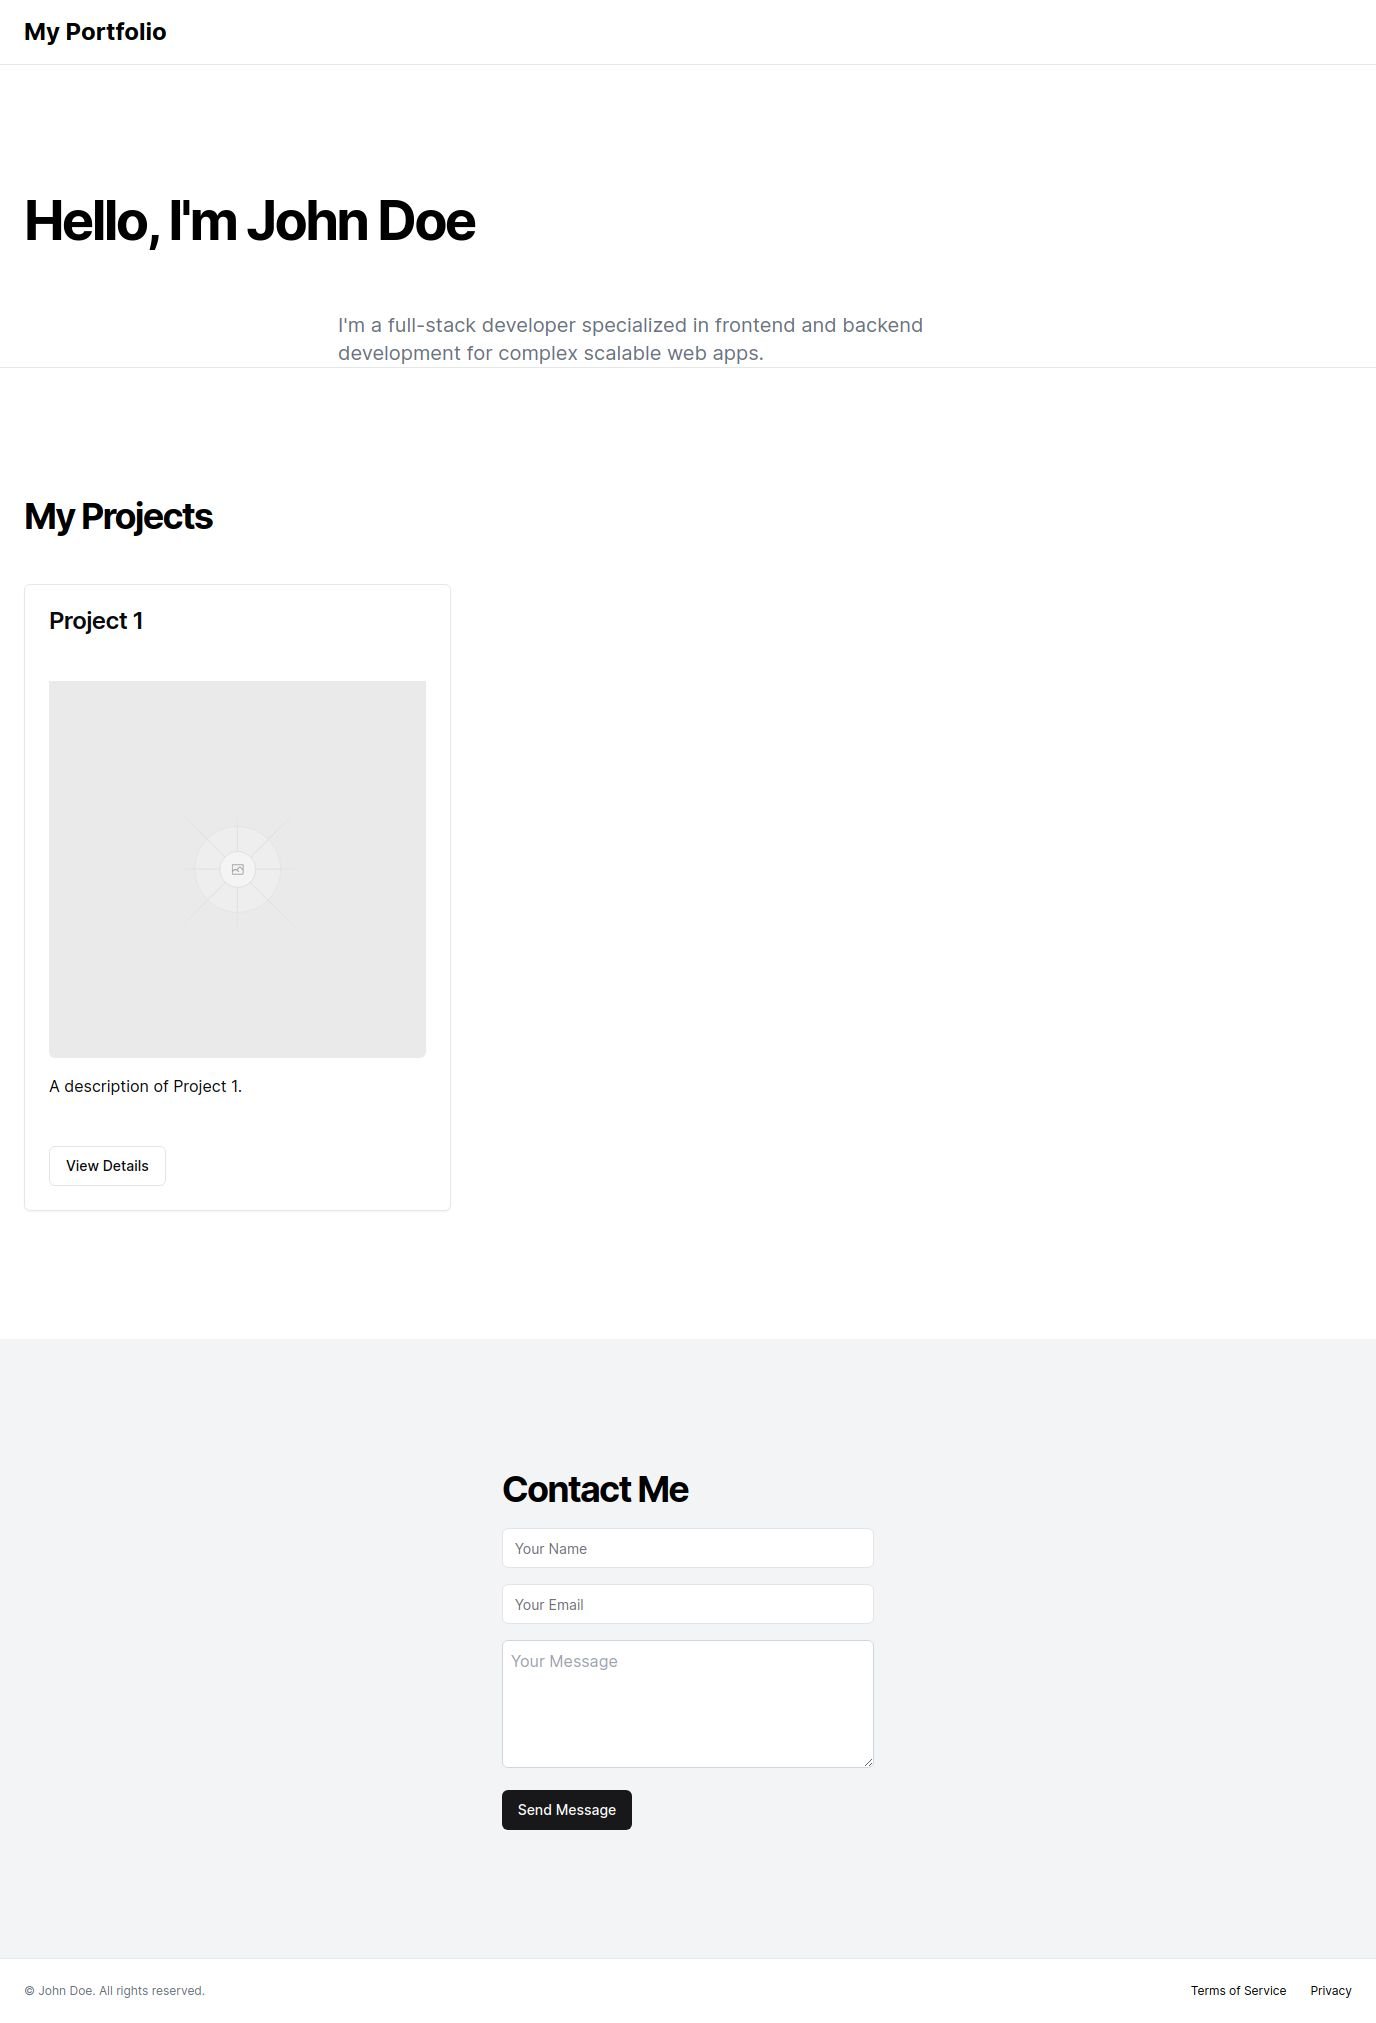 My Portfolio
Hello, I'm John Doe
I'm a full-stack developer specialized in frontend and backend
development for complex scalable web apps.
My Projects
Project 1
A description of Project 1.
View Details
Contact Me
Your Name
Your Email
Your Message
Send Message
© John Doe. All rights reserved.
Terms of Service
Privacy